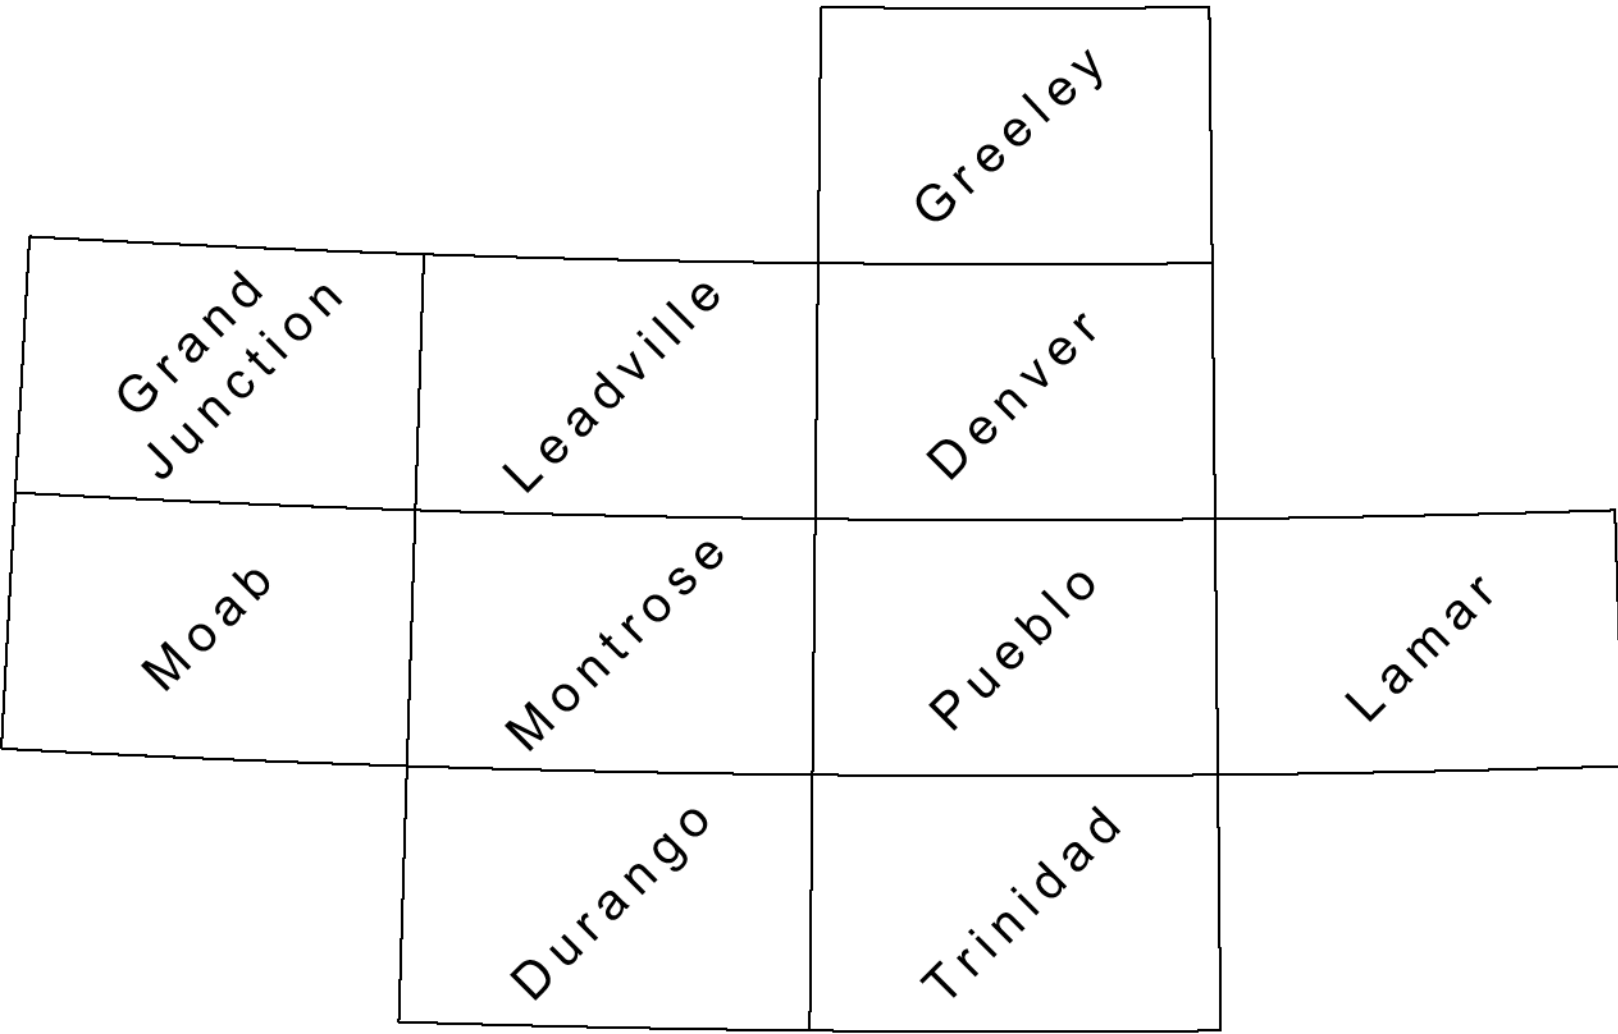 Greeley
Grand
Junction
Leadville
Denver
Moab
Montrose
Pueblo
Lamar
Durango
Trinidad